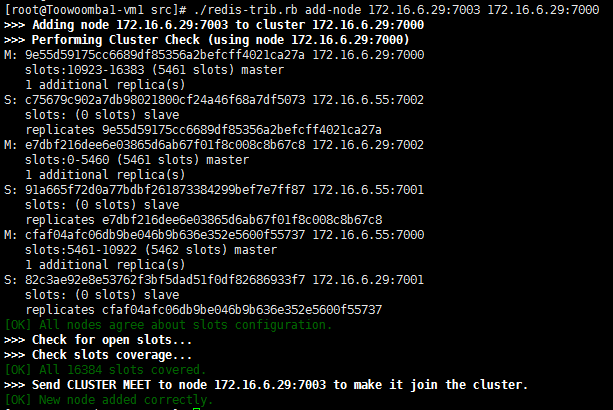 [root@Toowoomba1-vm1 src]# ./redis-trib.rb add-node 172.16.6.29:7003 172.16.6.29:7000
>>> Adding node 172.16.6.29:7003 to cluster 172.16.6.29:7000
>>> Performing Cluster Check (using node 172.16.6.29:7000)
M: 9e55d59175cc6689df85356a2befcff4021ca27a 172.16.6.29:7000
slots:10923-16383 (5461 slots) master
1 additional replica(s)
S: c75679c902a7db98021800cf24a46f68a7df5073 172.16.6.55:7002
slots: (0 slots) slave
replicates 9e55d59175cc6689df85356a2befcff4021ca27a
M: e7dbf216dee6e03865d6ab67f01f8c008c8b67c8 172.16.6.29:7002
slots:0-5460 (5461 slots) master
1 additional replica(s)
S: 91a665f72d0a77bdbf261873384299bef7e7ff87 172.16.6.55:7001
slots: (0 slots) slave
replicates e7dbf216dee6e03865d6ab67f01f8c008c8b67c8
M: cfaf04afc06db9be046b9b636e352e5600f55737 172.16.6.55:7000
slots:5461-10922 (5462 slots) master
1 additional replica(s)
S: 82c3ae92e8e53762f3bf5dad51f0df82686933f7 172.16.6.29:7001
slots: (0 slots) slave
replicates cfaf04afc06db9be046b9b636e352e5600f55737
[OK] All nodes agree about slots configuration.
>>> Check for open slots...
>>> Check slots coverage...
[OK] All 16384 slots covered.
>>> Send CLUSTER MEET to node 172.16.6.29:7003 to make it join the cluster.
[OK] New node added correctly.